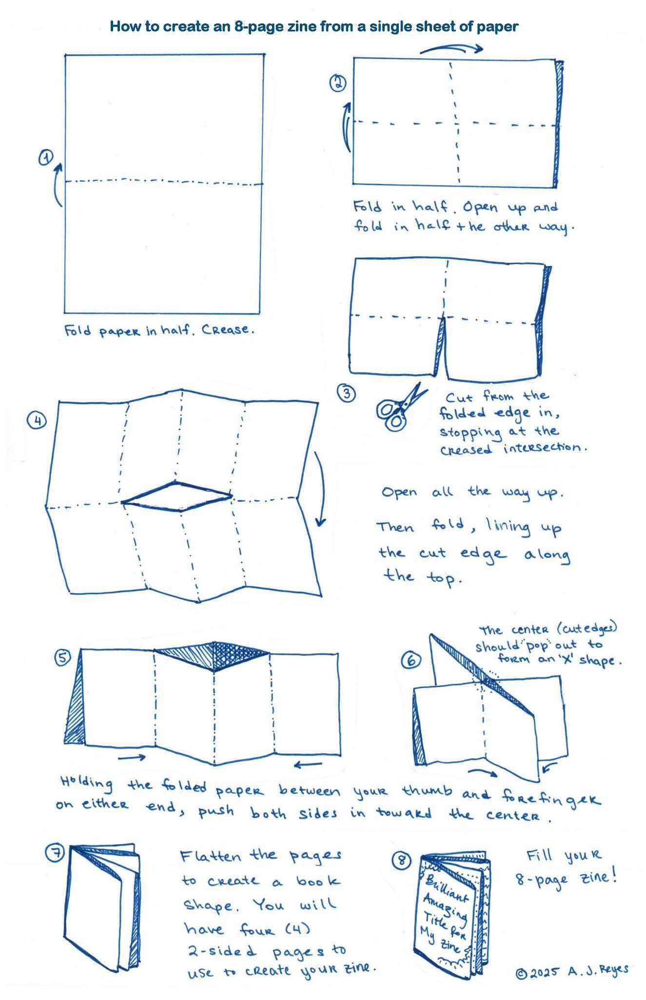 How to create an 8-page zine from a single sheet of paper
1
Fold paper in half. Crease.
2
Fold in half. Open up and
fold in half the other way.
3
Cut from the
folded edge in,
stopping at the
creased intersection.
4
Open all the way up.
Then fold, lining up
the cut edge along
the top.
5
Holding the folded paper between your thumb and forefinger
on either end, push both sides in toward the center.
6
The center (cut edges)
should "pop" out to
form an 'X' shape.
7
Flatten the pages
to create a book
shape. You will
have four (4)
2-sided pages to
use to create your zine.
8
Brilliant
Amazing
Title for
My Zine
Fill your
8-page zine!
©2025 A.J. Reyes